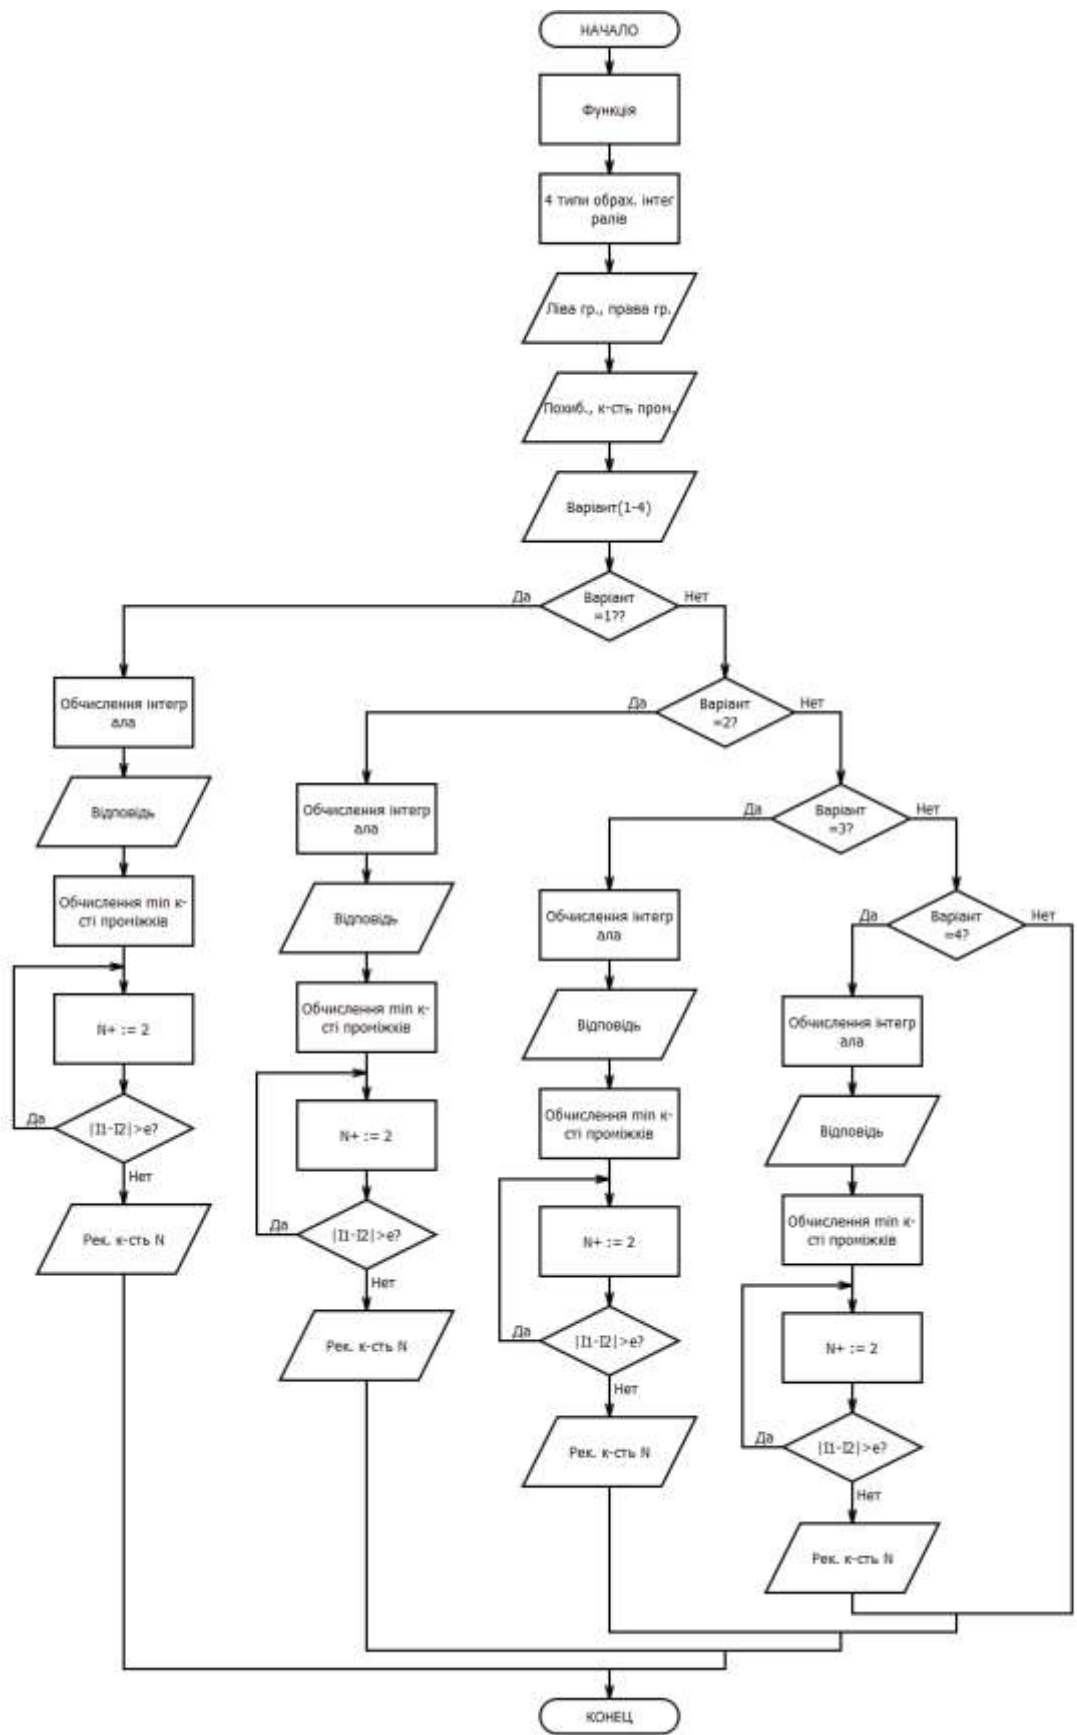 НАЧАЛО
Функція
4 типи обрах. інтег
ралів
Ліва гр., права гр.
Похиб., к-сть пром.
Варіант(1-4)
Да
Варіант
=1??
Нет
Обчислення інтегр
ала
Відповідь
Обчислення min к-
сті проміжків
N+ := 2
Да
|I1-I2|>e?
Нет
Рек. к-сть N
Да
Варіант
=2?
Нет
Обчислення інтегр
ала
Відповідь
Обчислення min к-
сті проміжків
N+ := 2
Да
|I1-I2|>e?
Нет
Рек. к-сть N
Да
Варіант
=3?
Нет
Обчислення інтегр
ала
Відповідь
Обчислення min к-
сті проміжків
N+ := 2
Да
|I1-I2|>e?
Нет
Рек. к-сть N
Да
Варіант
=4?
Нет
Обчислення інтегр
ала
Відповідь
Обчислення min к-
сті проміжків
N+ := 2
Да
|I1-I2|>e?
Нет
Рек. к-сть N
КОНЕЦ